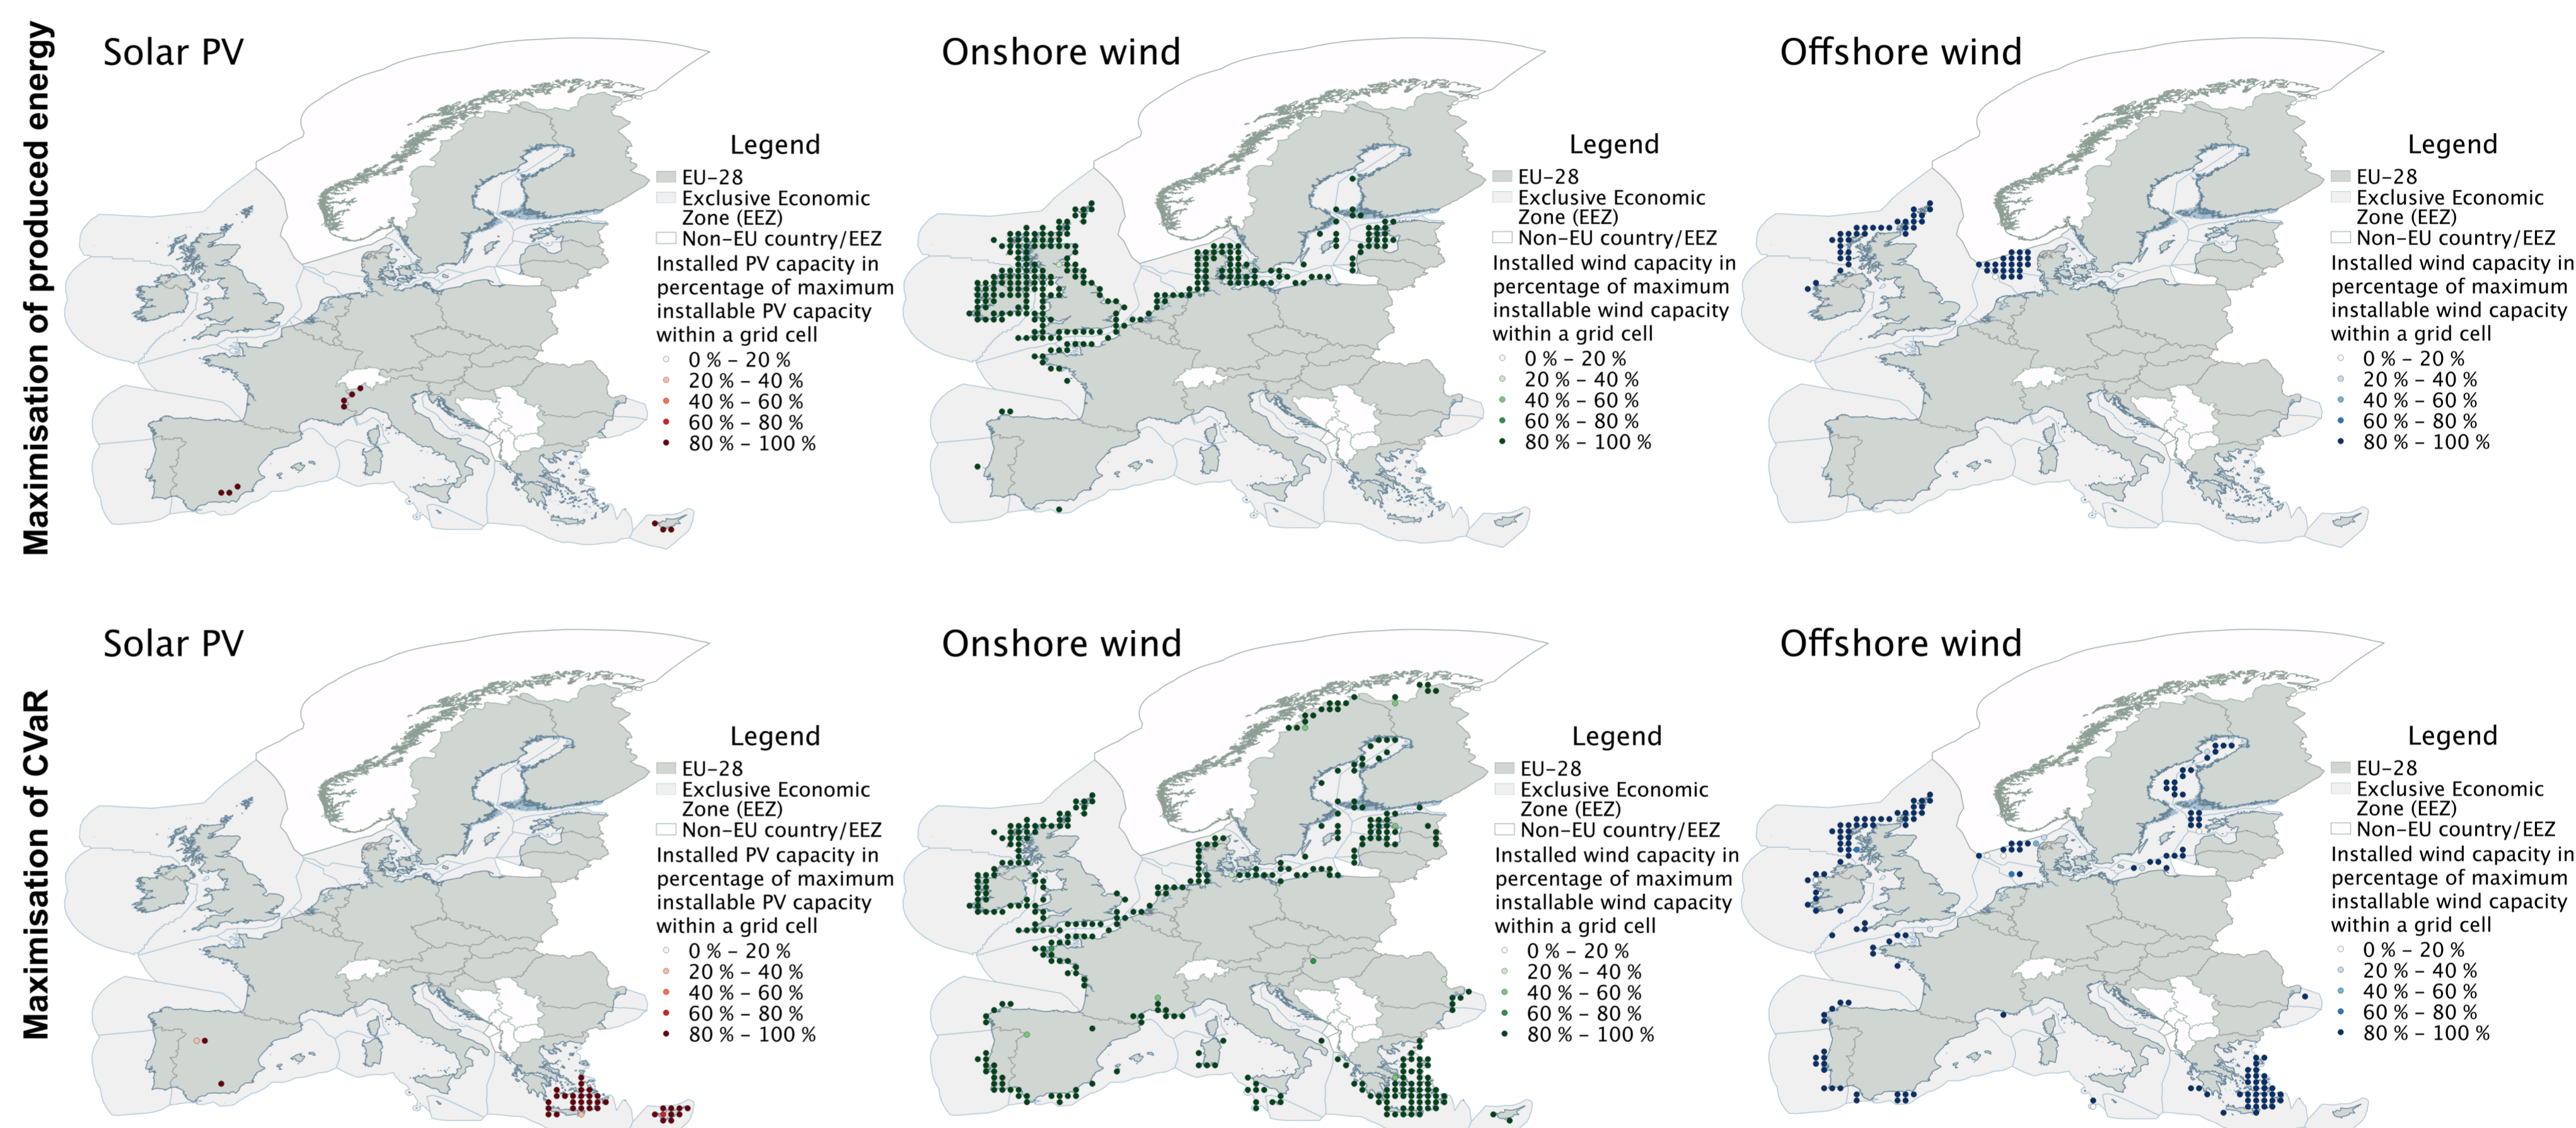 Maximisation of produced energy
Solar PV
Legend
EU-28
Exclusive Economic
Zone (EEZ)
Non-EU country/EEZ
Installed PV capacity in
percentage of maximum
installable PV capacity
within a grid cell
0 % – 20 %
20 % – 40 %
40 % – 60 %
60 % – 80 %
80 % – 100 %
Onshore wind
Legend
EU-28
Exclusive Economic
Zone (EEZ)
Non-EU country/EEZ
Installed wind capacity in
percentage of maximum
installable wind capacity
within a grid cell
0 % – 20 %
20 % – 40 %
40 % – 60 %
60 % – 80 %
80 % – 100 %
Offshore wind
Legend
EU-28
Exclusive Economic
Zone (EEZ)
Non-EU country/EEZ
Installed wind capacity in
percentage of maximum
installable wind capacity
within a grid cell
0 % – 20 %
20 % – 40 %
40 % – 60 %
60 % – 80 %
80 % – 100 %
Maximisation of CVaR
Solar PV
Legend
EU-28
Exclusive Economic
Zone (EEZ)
Non-EU country/EEZ
Installed PV capacity in
percentage of maximum
installable PV capacity
within a grid cell
0 % – 20 %
20 % – 40 %
40 % – 60 %
60 % – 80 %
80 % – 100 %
Onshore wind
Legend
EU-28
Exclusive Economic
Zone (EEZ)
Non-EU country/EEZ
Installed wind capacity in
percentage of maximum
installable wind capacity
within a grid cell
0 % – 20 %
20 % – 40 %
40 % – 60 %
60 % – 80 %
80 % – 100 %
Offshore wind
Legend
EU-28
Exclusive Economic
Zone (EEZ)
Non-EU country/EEZ
Installed wind capacity in
percentage of maximum
installable wind capacity
within a grid cell
0 % – 20 %
20 % – 40 %
40 % – 60 %
60 % – 80 %
80 % – 100 %